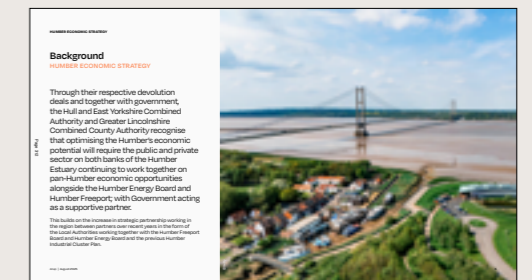 HUMBER ECONOMIC STRATEGY
Background
HUMBER ECONOMIC STRATEGY
Through their respective devolution
deals and together with government,
the Hull and East Yorkshire Combined
Authority and Greater Lincolnshire
Combined County Authority recognise
that optimising the Humber's economic
potential will require the public and private
sector on both banks of the Humber
Estuary continuing to work together on
pan-Humber economic opportunities
alongside the Humber Energy Board and
Humber Freeport; with Government acting
as a supportive partner.
This builds on the increase in strategic partnership working in
the region between partners over recent years in the form of
the Local Authorities working together with the Humber Freeport
Board and Humber Energy Board and the previous Humber
Industrial Cluster Plan.
Page